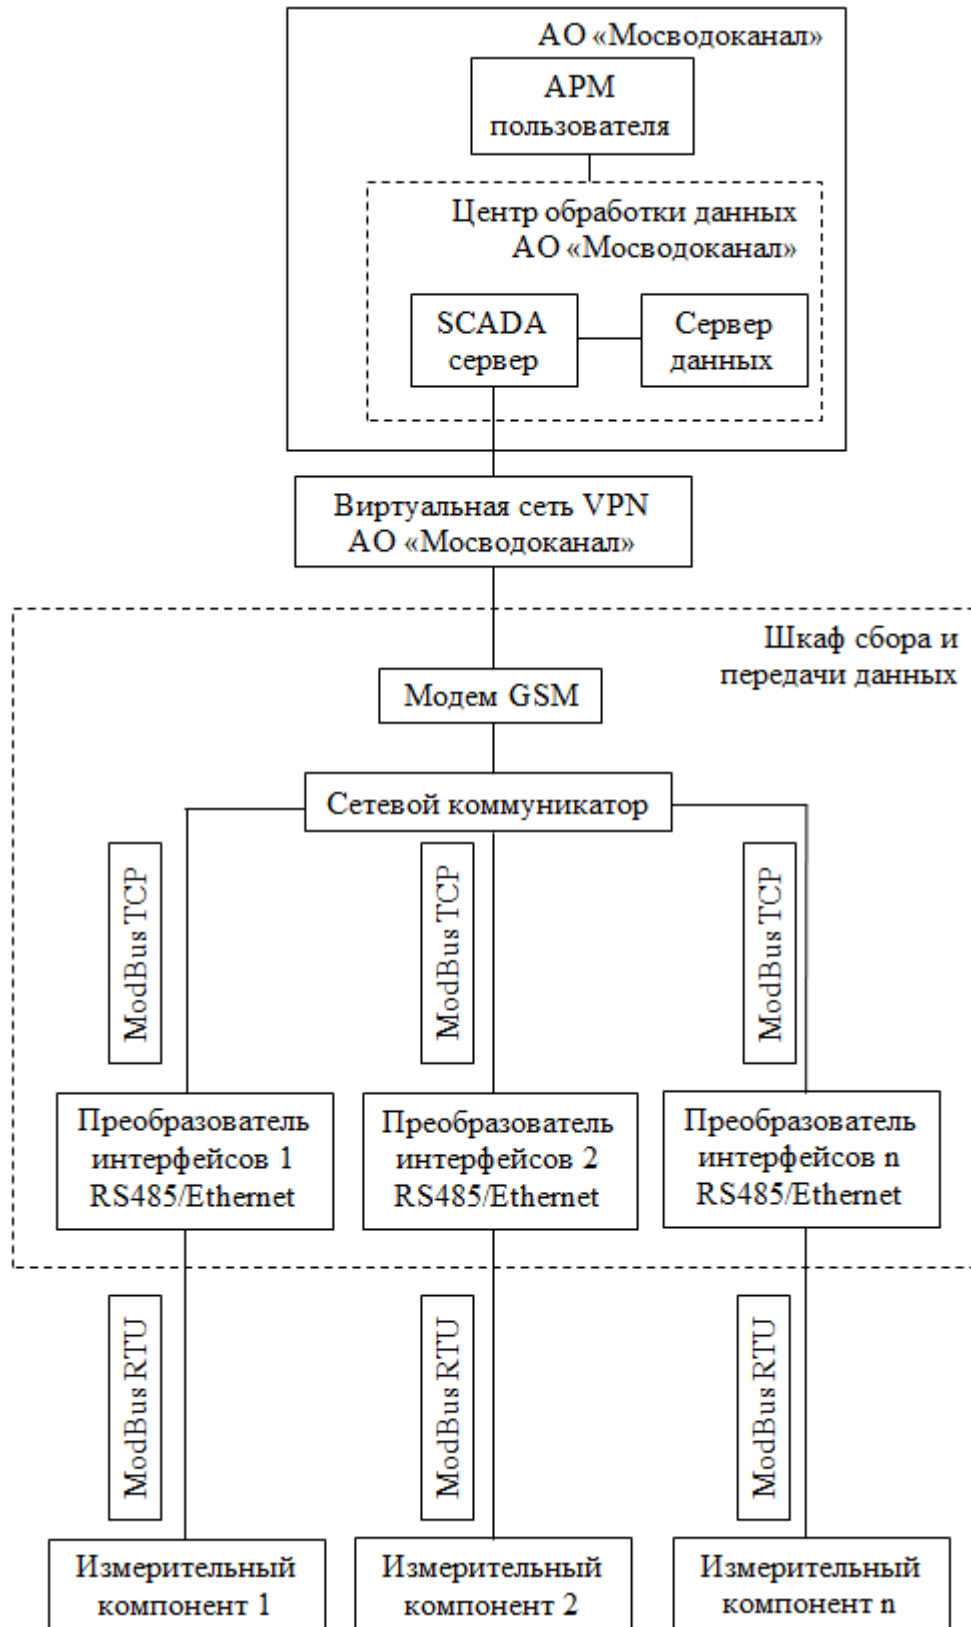 АО «Мосводоканал»
АРМ
пользователя
Центр обработки данных
АО «Мосводоканал»
SCADA
сервер
Сервер
данных
Виртуальная сеть VPN
АО «Мосводоканал»
Шкаф сбора и
передачи данных
Модем GSM
Сетевой коммуникатор
ModBus TCP
ModBus TCP
ModBus TCP
Преобразователь
интерфейсов 1
RS485/Ethernet
Преобразователь
интерфейсов 2
RS485/Ethernet
Преобразователь
интерфейсов n
RS485/Ethernet
ModBus RTU
ModBus RTU
ModBus RTU
Измерительный
компонент 1
Измерительный
компонент 2
Измерительный
компонент n